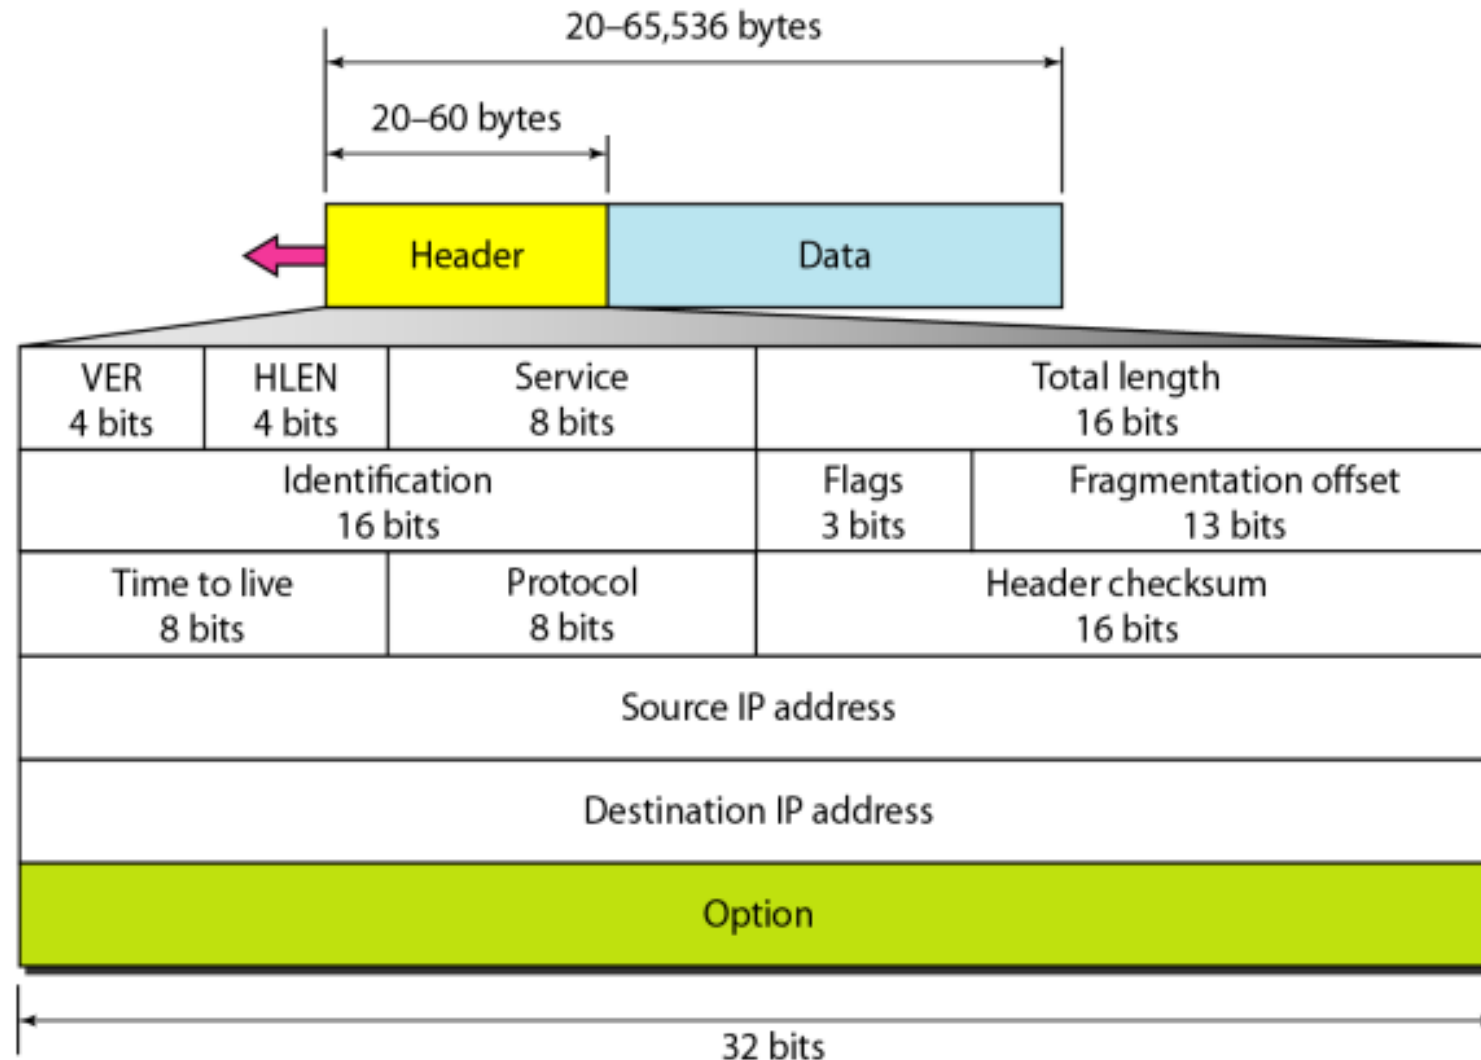 20–65,536 bytes
20–60 bytes
Header
Data
VER
4 bits
HLEN
4 bits
Service
8 bits
Total length
16 bits
Identification
16 bits
Flags
3 bits
Fragmentation offset
13 bits
Time to live
8 bits
Protocol
8 bits
Header checksum
16 bits
Source IP address
Destination IP address
Option
32 bits